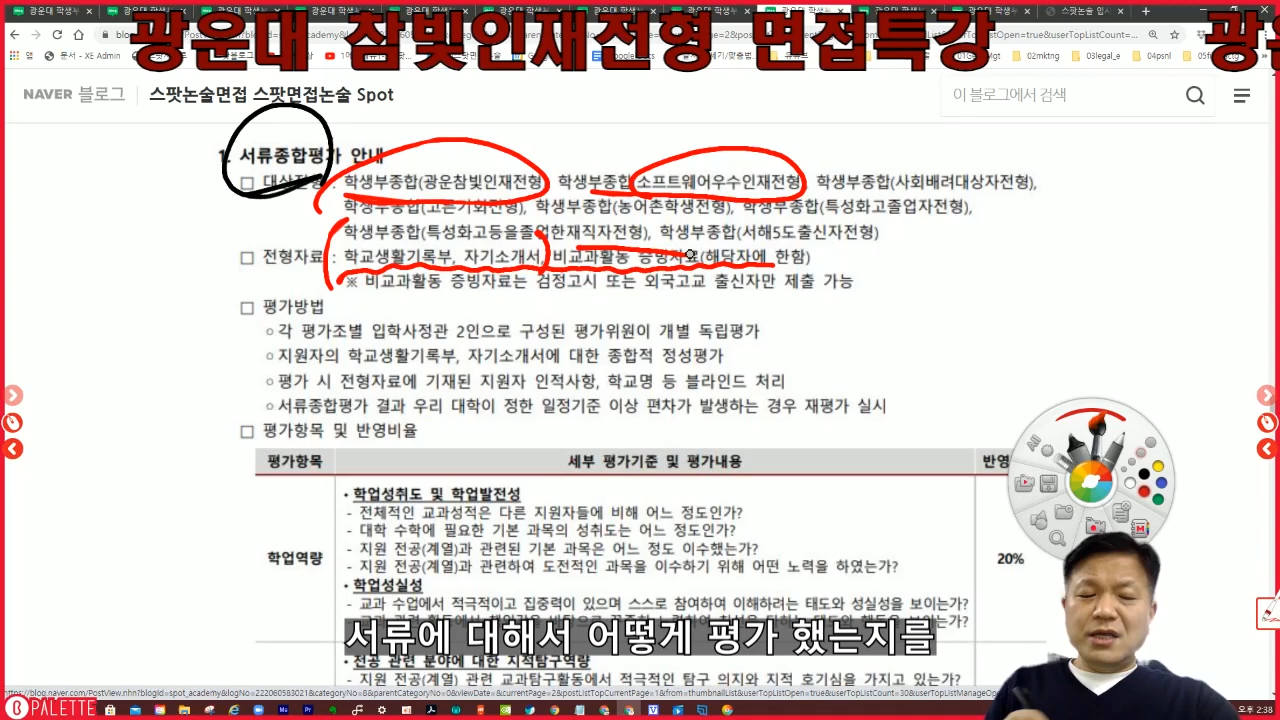 광운대 참빛인재전형 면접특강 광운
NAVER 블로그 스팟논술면접 스팟면접논술 Spot
이 블로그에서 검색
1. 서류종합평가 안내
□ 대상전형 : 학생부종합(광운참빛인재전형), 학생부종합(소프트웨어우수인재전형), 학생부종합(사회배려대상자전형),
학생부종합(고른기회전형), 학생부종합(농어촌학생전형), 학생부종합(특성화고졸업자전형),
학생부종합(특성화고등을졸업한재직자전형), 학생부종합(서해5도출신자전형)
□ 전형자료 : 학교생활기록부, 자기소개서, 비교과활동 증빙자료(해당자에 한함)
※ 비교과활동 증빙자료는 검정고시 또는 외국고교 출신자만 제출 가능
□ 평가방법
○ 각 평가조별 입학사정관 2인으로 구성된 평가위원이 개별 독립평가
○ 지원자의 학교생활기록부, 자기소개서에 대한 종합적 정성평가
○ 평가 시 전형자료에 기재된 지원자 인적사항, 학교명 등 블라인드 처리
○ 서류종합평가 결과 우리 대학이 정한 일정기준 이상 편차가 발생하는 경우 재평가 실시
□ 평가항목 및 반영비율
평가항목 세부 평가기준 및 평가내용 반영
• 학업성취도 및 학업발전성
- 전체적인 교과성적은 다른 지원자들에 비해 어느 정도인가?
- 대학 수학에 필요한 기본 과목의 성취도는 어느 정도인가?
- 지원 전공(계열)과 관련된 기본 과목은 어느 정도 이수했는가?
학업역량 20%
- 지원 전공(계열)과 관련하여 도전적인 과목을 이수하기 위해 어떤 노력을 하였는가?
• 학업성실성
- 교과 수업에서 적극적이고 집중력이 있으며 스스로 참여하여 이해하려는 태도와 성실성을 보이는가?
서류에 대해서 어떻게 평가 했는지를
• 전공 관련 분야에 대한 지적탐구역량
- 지원 전공(계열)과 관련된 교과탐구활동에서 적극적인 탐구 의지와 지적 호기심을 가지고 있는가?
PALETTE
오후 2:38